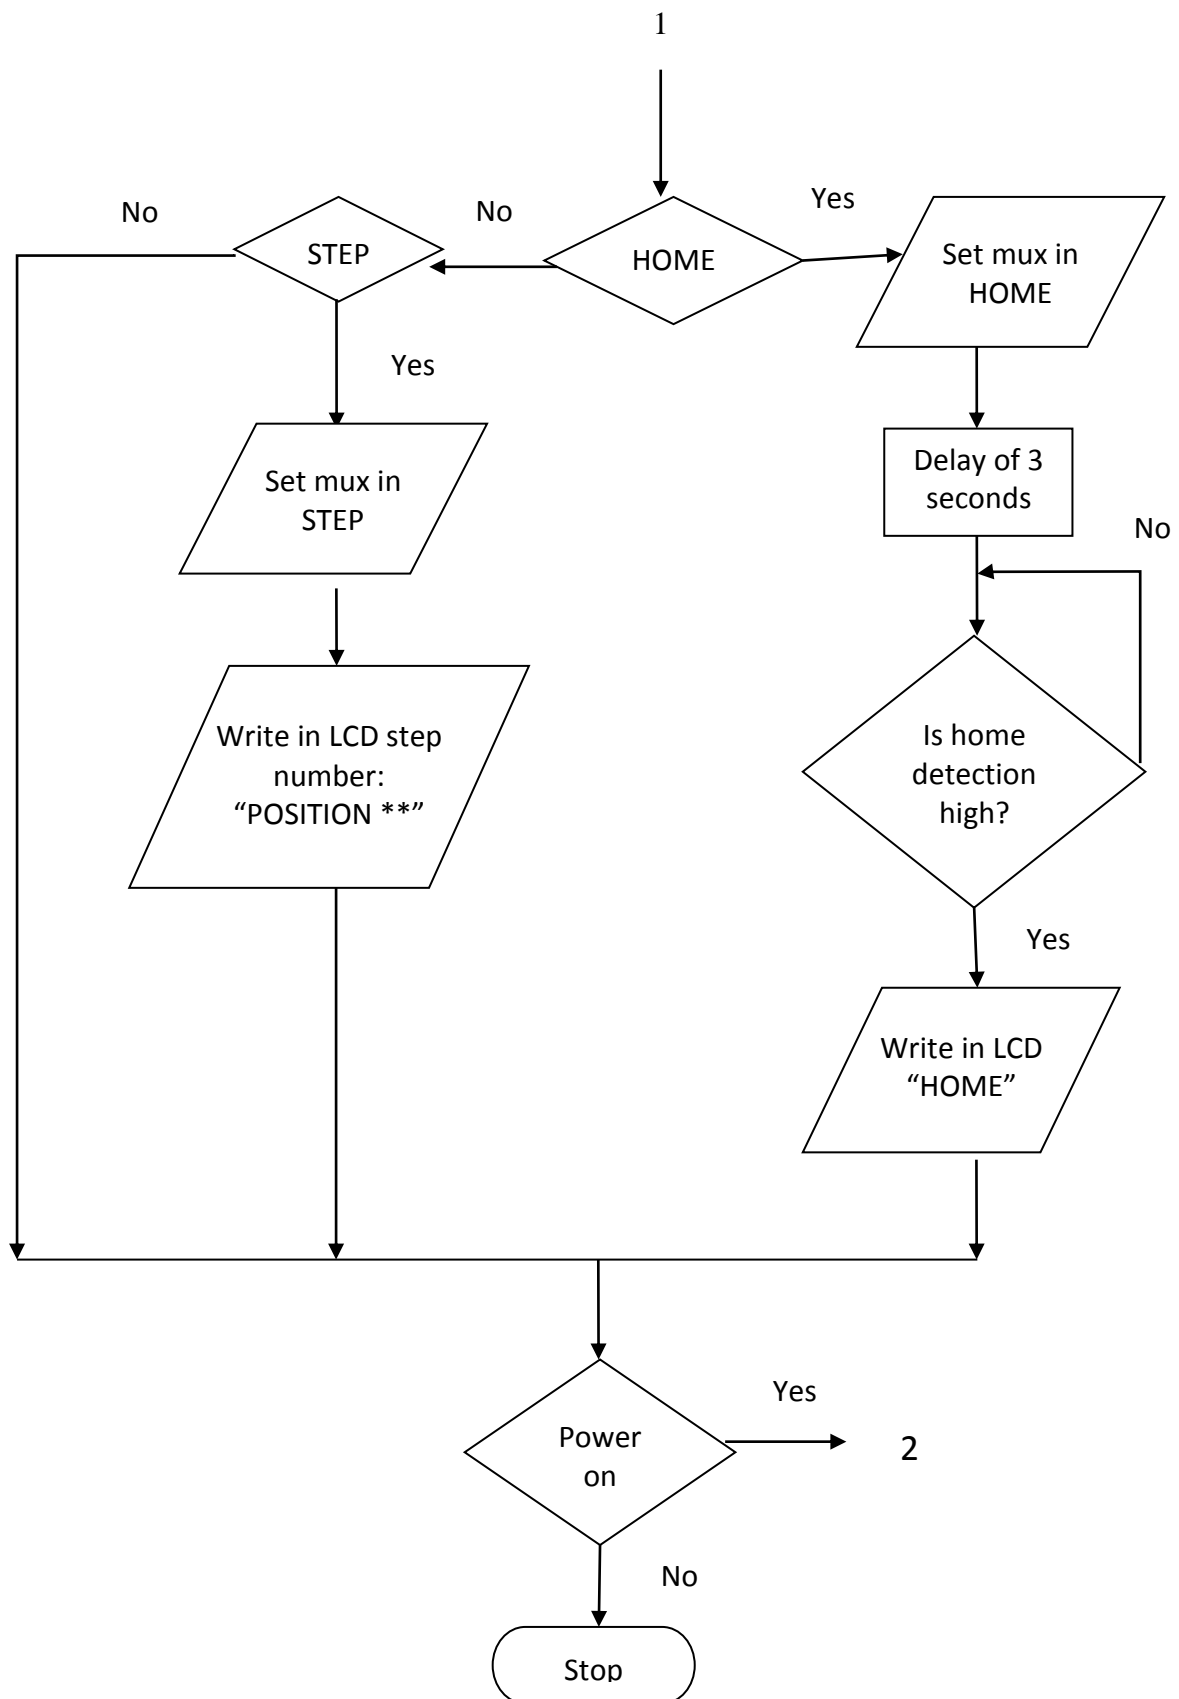 1
No
STEP
No
HOME
Yes
Set mux in
HOME
Yes
Set mux in
STEP
Delay of 3
seconds
No
Write in LCD step
number:
“POSITION **”
Is home
detection
high?
Yes
Write in LCD
“HOME”
Power
on
Yes
2
No
Stop